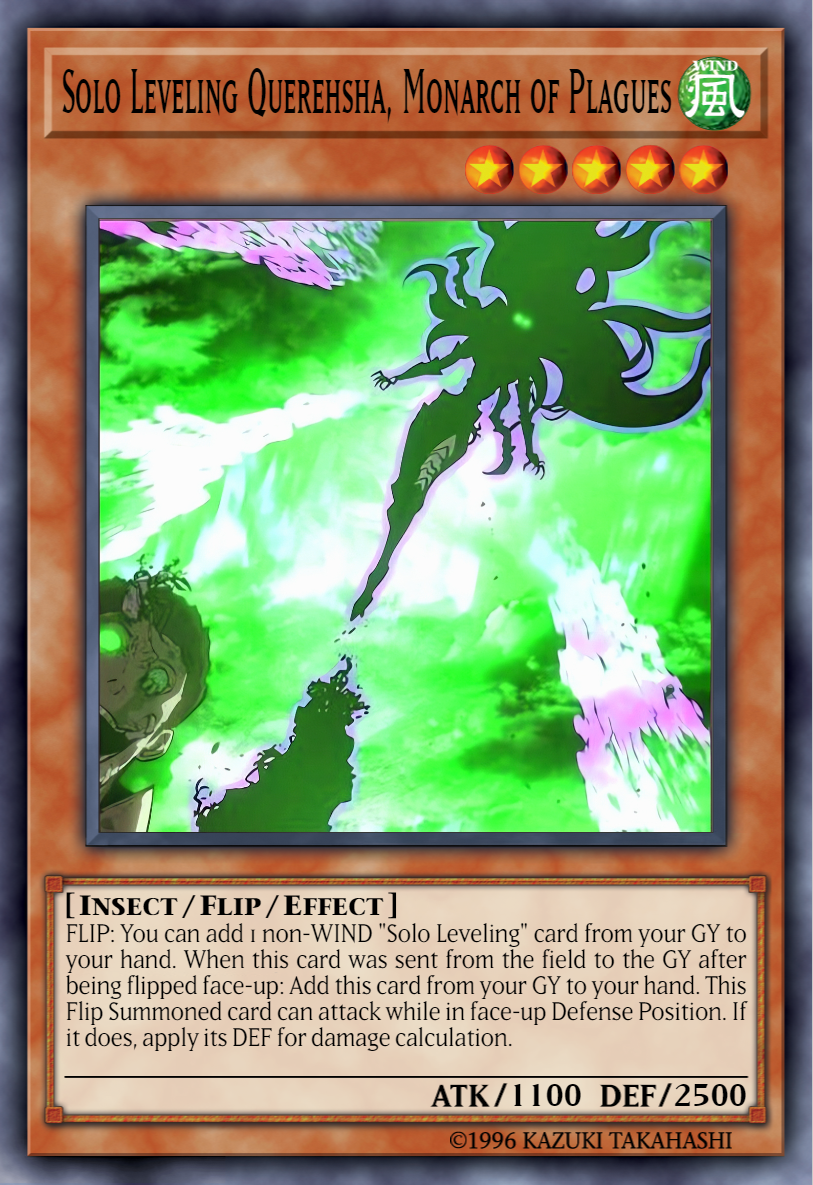 Solo Leveling Querehsha, Monarch of Plagues
WIND
風
[ Insect / Flip / Effect ]
FLIP: You can add 1 non-WIND "Solo Leveling" card from your GY to
your hand. When this card was sent from the field to the GY after
being flipped face-up: Add this card from your GY to your hand. This
Flip Summoned card can attack while in face-up Defense Position. If
it does, apply its DEF for damage calculation.
ATK/1100 DEF/2500
©1996 KAZUKI TAKAHASHI